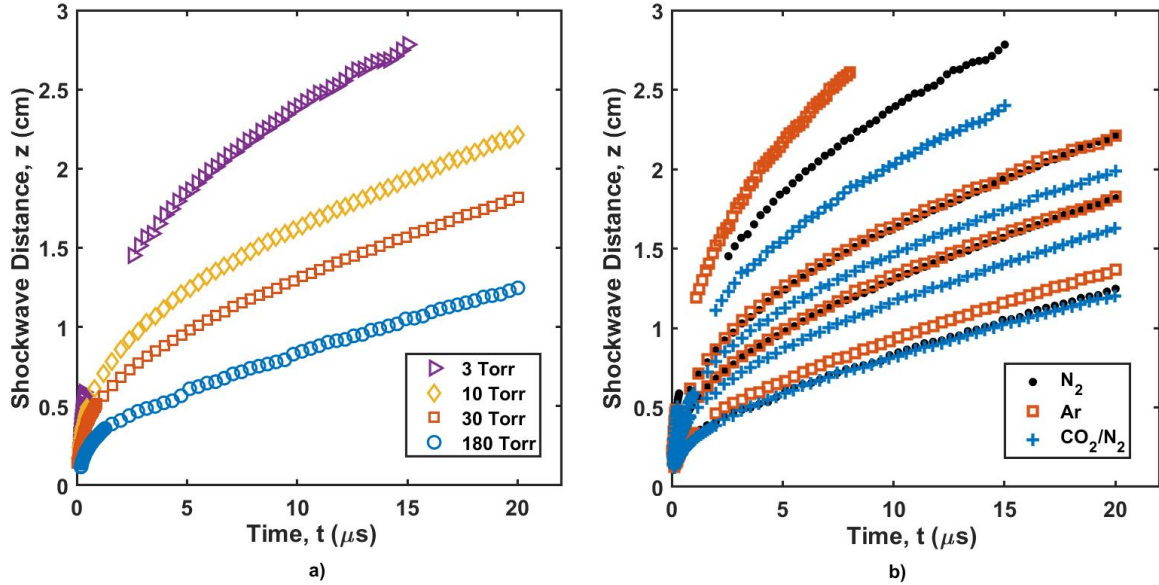 3
2.5
2
1.5
1
0.5
0
Shockwave Distance, z (cm)
0 5 10 15 20
Time, t (μs)
3 Torr
10 Torr
30 Torr
180 Torr
a)
3
2.5
2
1.5
1
0.5
0
Shockwave Distance, z (cm)
0 5 10 15 20
Time, t (μs)
N₂
Ar
CO₂/N₂
b)